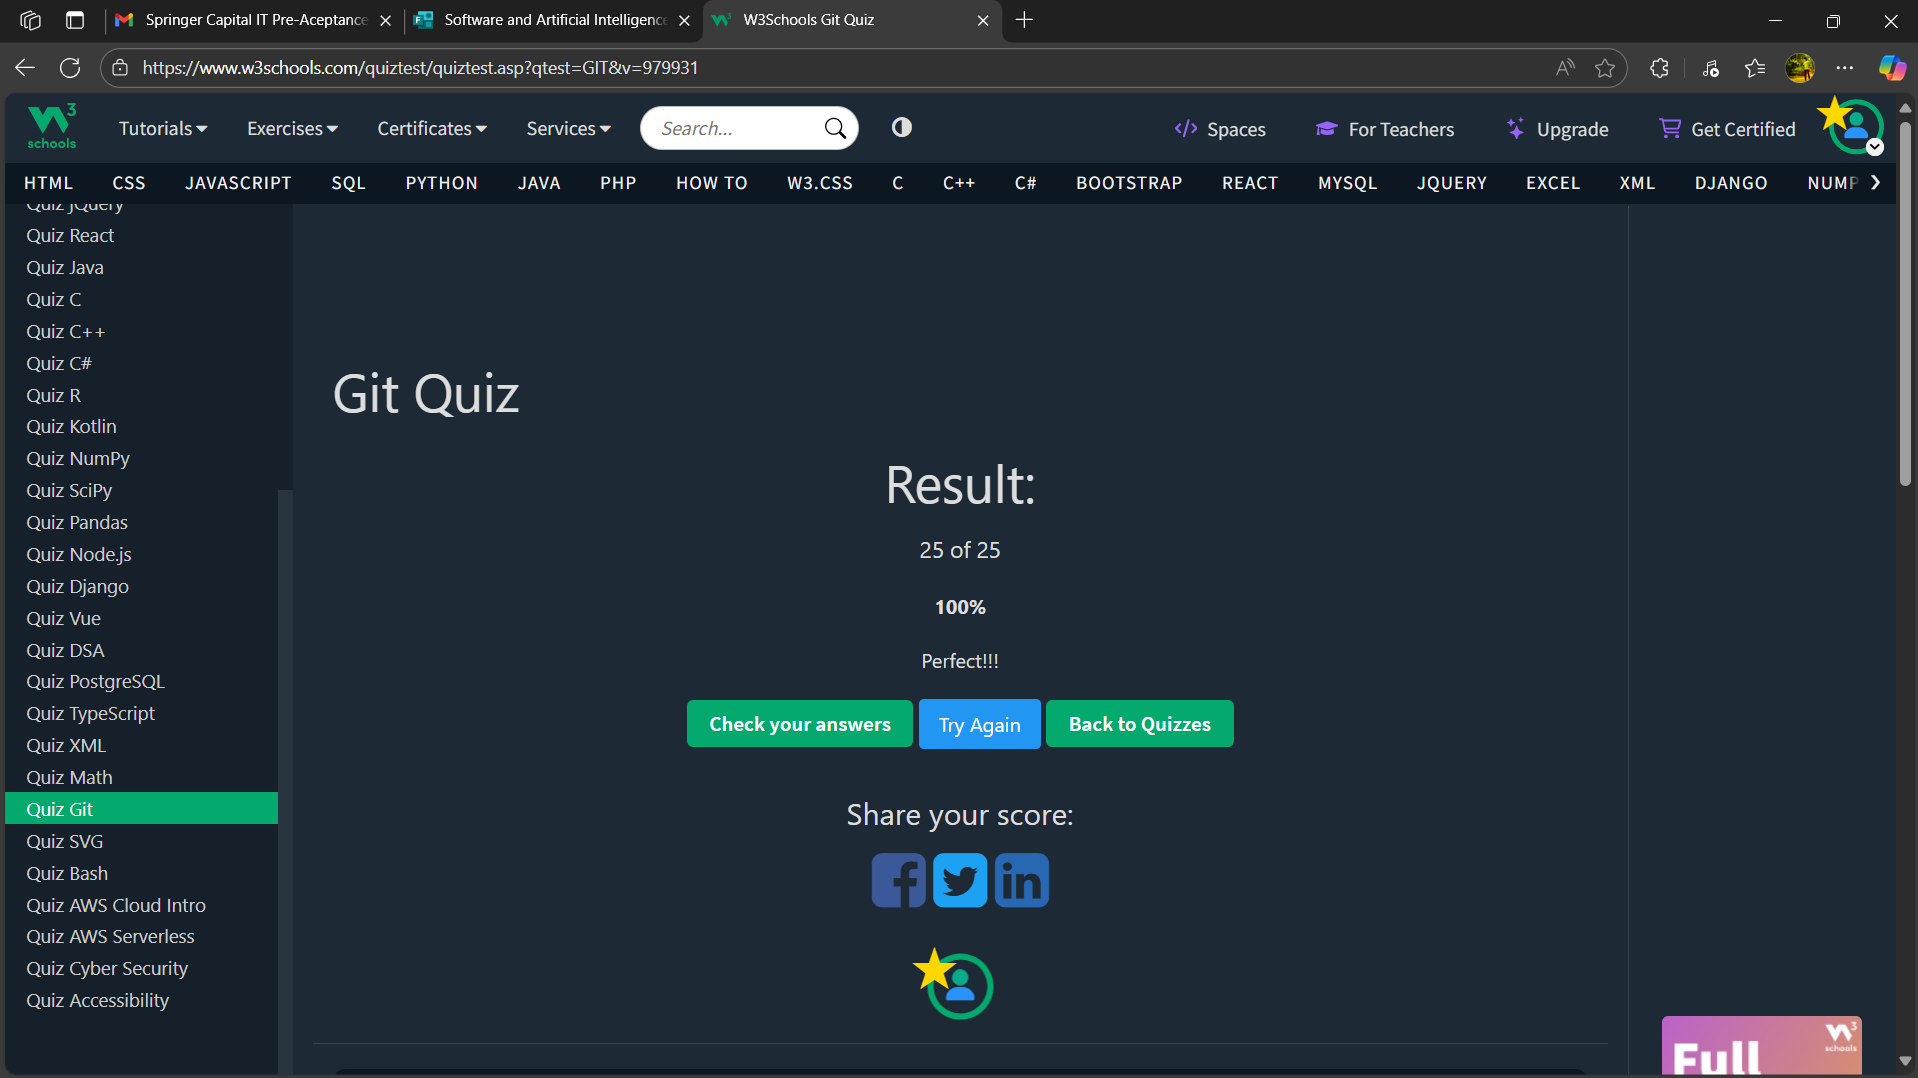 Springer Capital IT Pre-Aceptance
Software and Artificial Intelligence
W3Schools Git Quiz
https://www.w3schools.com/quiztest/quiztest.asp?qtest=GIT&v=979931
W3
schools
Tutorials
Exercises
Certificates
Services
Search...
Spaces
For Teachers
Upgrade
Get Certified
HTML CSS JAVASCRIPT SQL PYTHON JAVA PHP HOW TO W3.CSS C C++ C# BOOTSTRAP REACT MYSQL JQUERY EXCEL XML DJANGO NUMP
Quiz jQuery
Quiz React
Quiz Java
Quiz C
Quiz C++
Quiz C#
Quiz R
Quiz Kotlin
Quiz NumPy
Quiz SciPy
Quiz Pandas
Quiz Node.js
Quiz Django
Quiz Vue
Quiz DSA
Quiz PostgreSQL
Quiz TypeScript
Quiz XML
Quiz Math
Quiz Git
Quiz SVG
Quiz Bash
Quiz AWS Cloud Intro
Quiz AWS Serverless
Quiz Cyber Security
Quiz Accessibility
Git Quiz
Result:
25 of 25
100%
Perfect!!!
Check your answers
Try Again
Back to Quizzes
Share your score:
W3
schools
Full